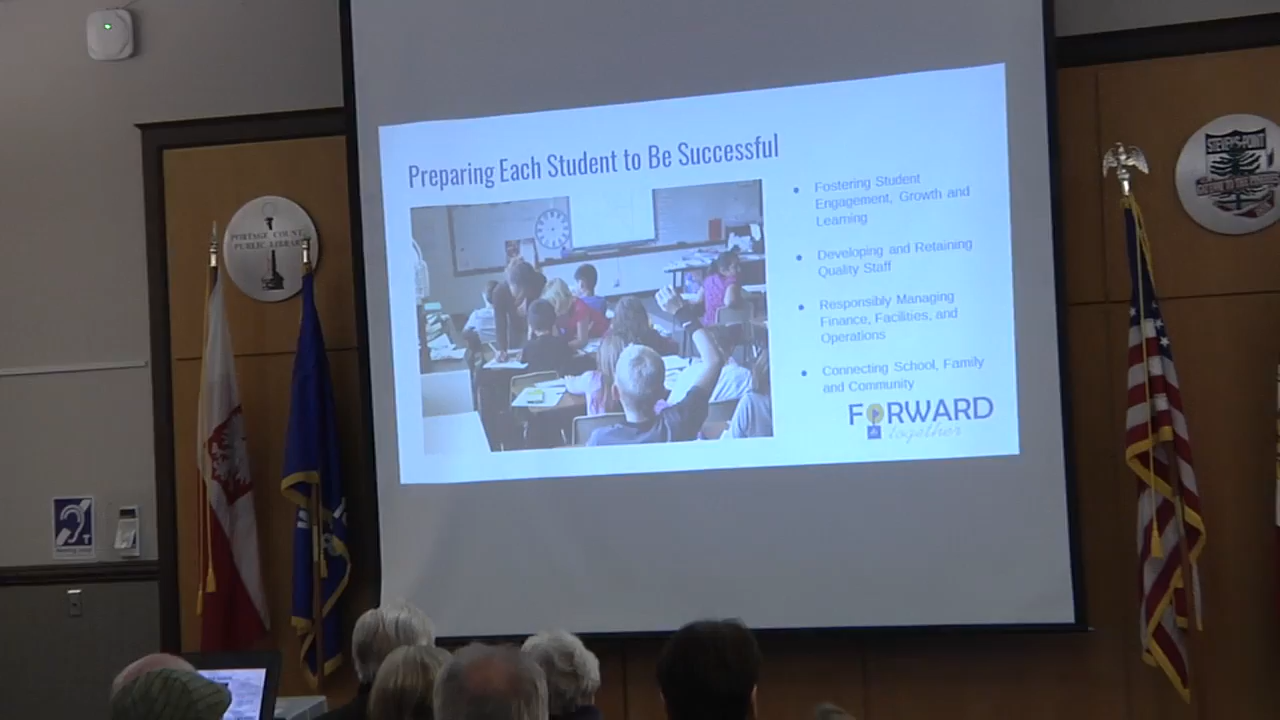 Preparing Each Student to Be Successful
Fostering Student
Engagement, Growth and
Learning
Developing and Retaining
Quality Staff
Responsibly Managing
Finance, Facilities, and
Operations
Connecting School, Family
and Community
FORWARD
together
PORTAGE COUNTY
PUBLIC LIBRARY
STEVENS POINT
T